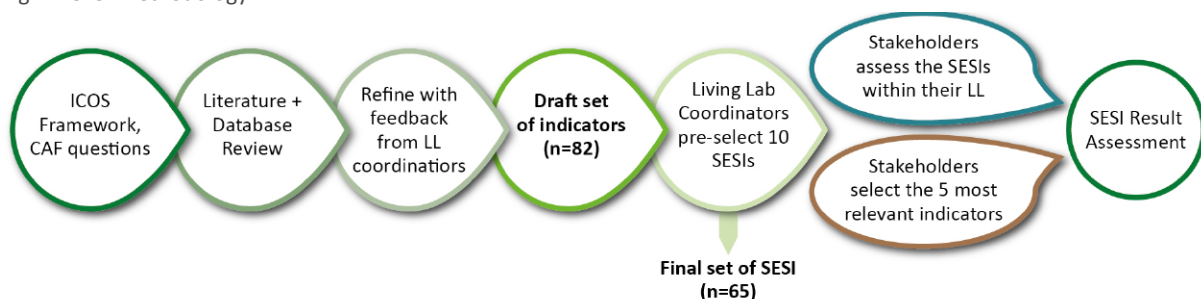 ICOS
Framework,
CAF questions
Literature +
Database
Review
Refine with
feedback
from LL
coordinatiors
Draft set
of indicators
(n=82)
Living Lab
Coordinators
pre-select 10
SESIs
Final set of SESI
(n=65)
Stakeholders
assess the SESIs
within their LL
Stakeholders
select the 5 most
relevant indicators
SESI Result
Assessment